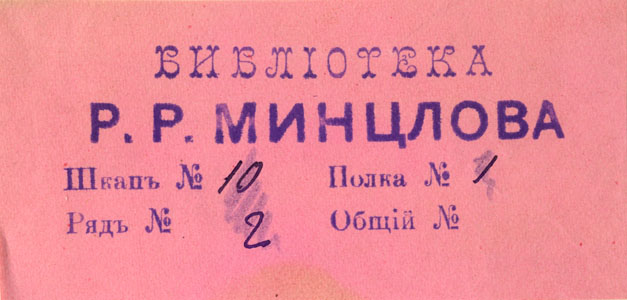 БИБЛІОТЕКА
Р. Р. МИНЦЛОВА
Шкапъ № 10 Полка № 1
Рядъ № 2 Общій №